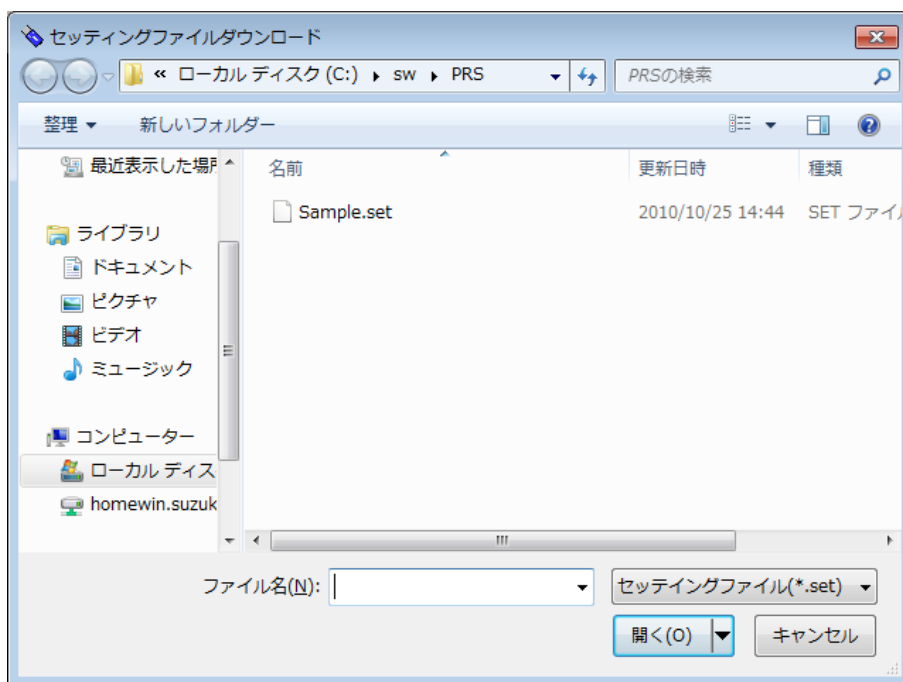 セッティングファイルダウンロード
« ローカル ディスク (C:) ▸ sw ▸ PRS
PRSの検索
整理 新しいフォルダー
最近表示した場所
名前 更新日時 種類
Sample.set 2010/10/25 14:44 SET ファイル
ライブラリ
ドキュメント
ピクチャ
ビデオ
ミュージック
コンピューター
ローカル ディス
homewin.suzuk
ファイル名(N):
セッテイングファイル(*.set)
開く(O) キャンセル